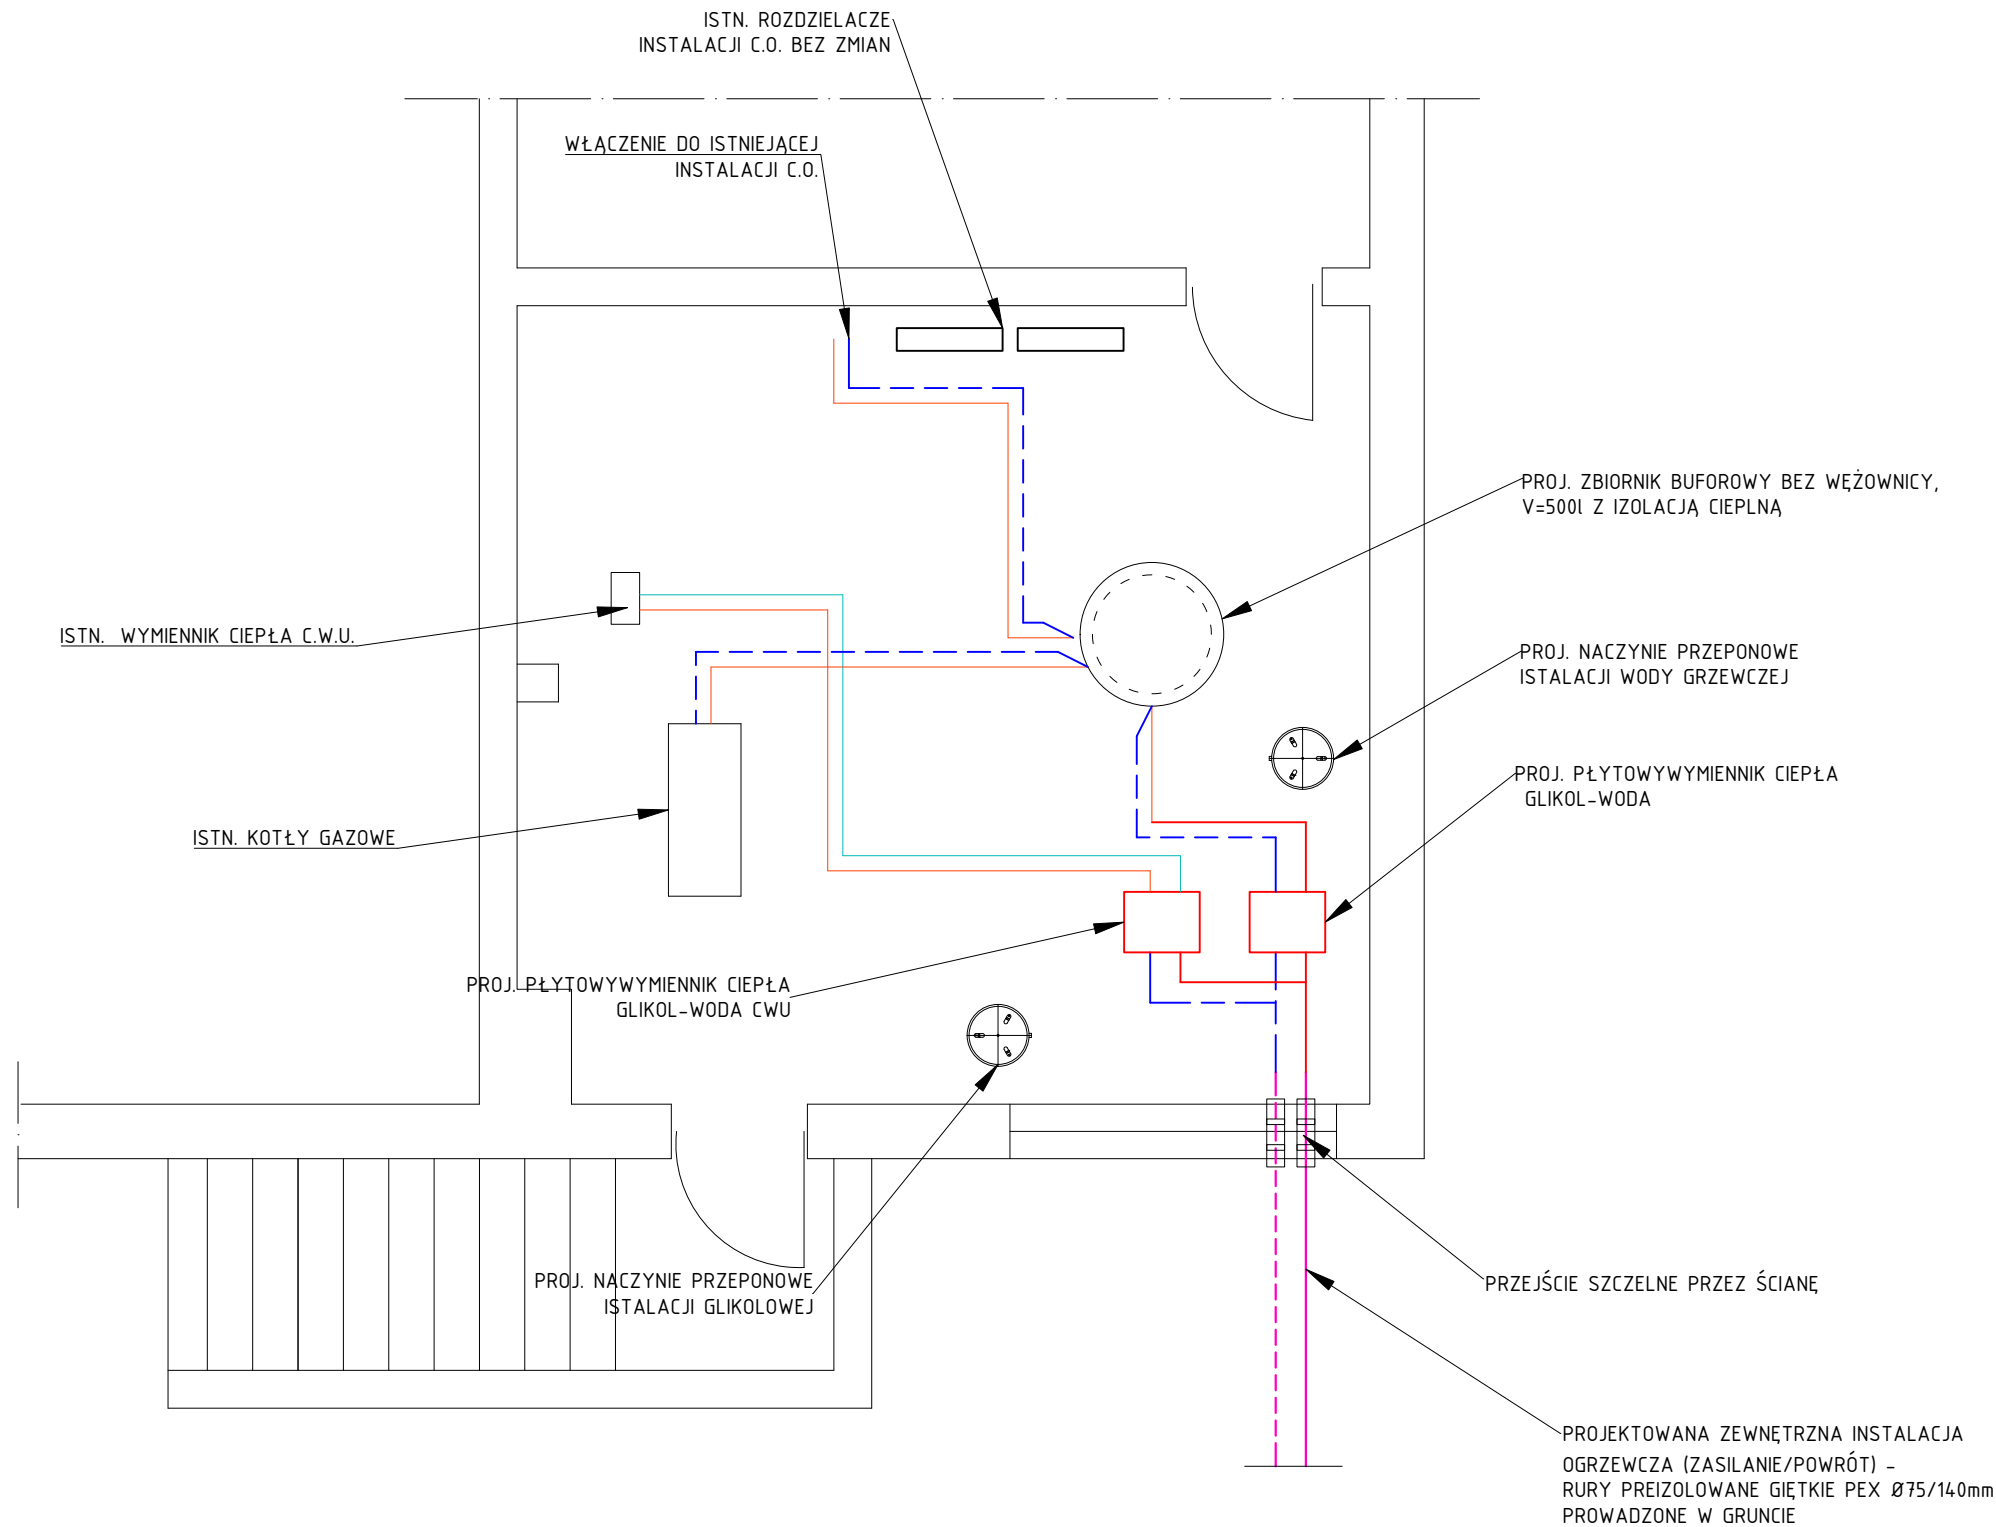 ISTN. ROZDZIELACZE
INSTALACJI C.O. BEZ ZMIAN
WŁĄCZENIE DO ISTNIEJĄCEJ
INSTALACJI C.O.
PROJ. ZBIORNIK BUFOROWY BEZ WĘŻOWNICY,
V=500l Z IZOLACJĄ CIEPLNĄ
ISTN. WYMIENNIK CIEPŁA C.W.U.
PROJ. NACZYNIE PRZEPONOWE
ISTALACJI WODY GRZEWCZEJ
PROJ. PŁYTOWYWYMIENNIK CIEPŁA
GLIKOL-WODA
ISTN. KOTŁY GAZOWE
PROJ. PŁYTOWYWYMIENNIK CIEPŁA
GLIKOL-WODA CWU
PROJ. NACZYNIE PRZEPONOWE
ISTALACJI GLIKOLOWEJ
PRZEJŚCIE SZCZELNE PRZEZ ŚCIANĘ
PROJEKTOWANA ZEWNĘTRZNA INSTALACJA
OGRZEWCZA (ZASILANIE/POWRÓT) -
RURY PREIZOLOWANE GIĘTKIE PEX Ø75/140mm
PROWADZONE W GRUNCIE